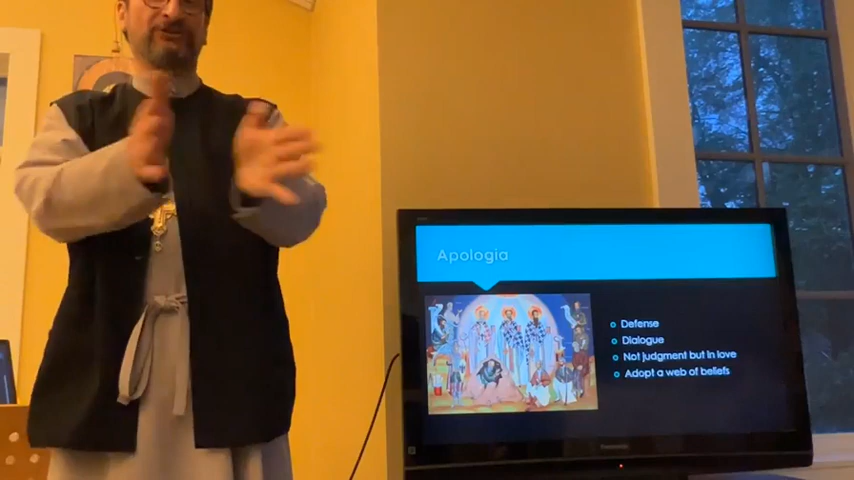 Apologia
Defense
Dialogue
Not judgment but in love
Adopt a web of beliefs